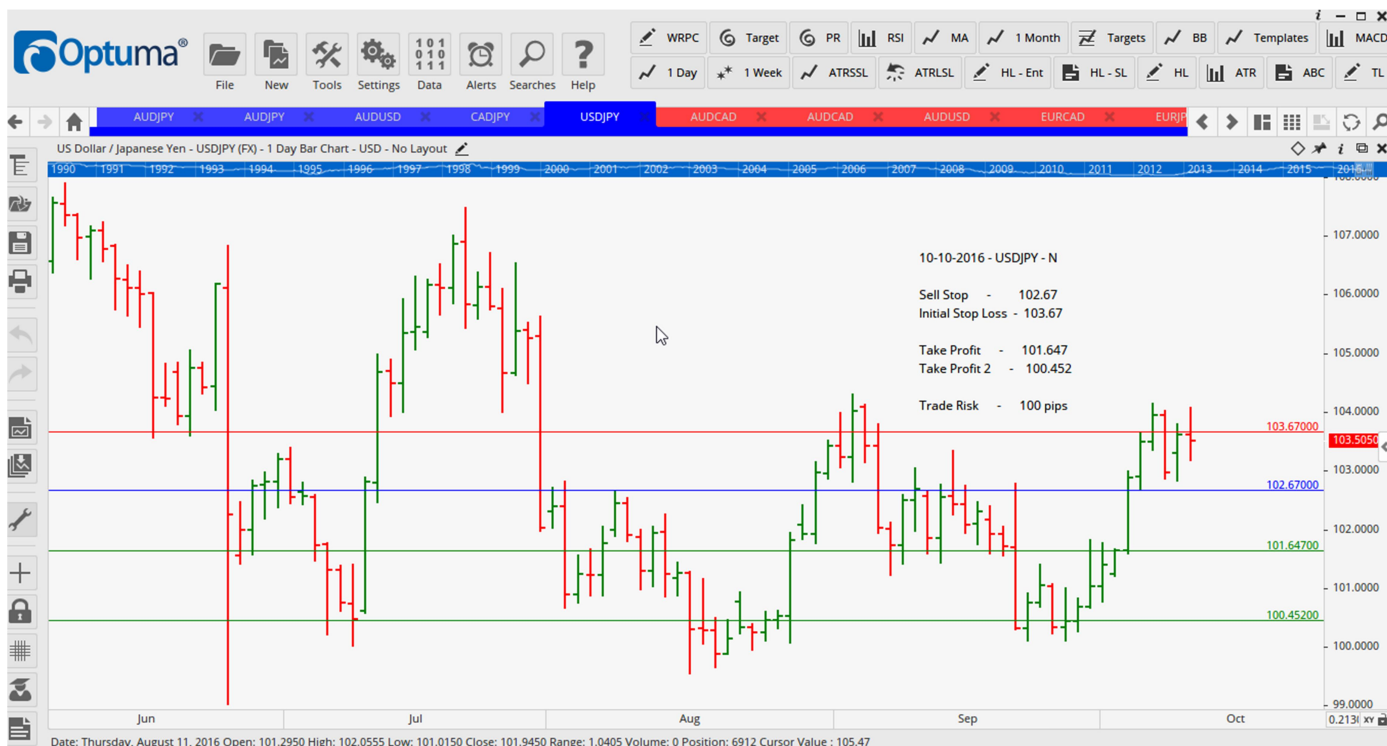 i
Optuma®
File
New
Tools
Settings
101 010 111
Data
Alerts
Searches
?
Help
WRPC
Target
PR
RSI
MA
1 Month
Targets
BB
Templates
MACD
1 Day
1 Week
ATRSSL
ATRLSL
HL - Ent
HL - SL
HL
ATR
ABC
TL
AUDJPY
AUDJPY
AUDUSD
CADJPY
USDJPY
AUDCAD
AUDCAD
AUDUSD
EURCAD
EURJP
US Dollar / Japanese Yen - USDJPY (FX) - 1 Day Bar Chart - USD - No Layout
i
1990 1991 1992 1993 1994 1995 1996 1997 1998 1999 2000 2001 2002 2003 2004 2005 2006 2007 2008 2009 2010 2011 2012 2013 2014 2015 2016
108.0000
107.0000
10-10-2016 - USDJPY - N
106.0000
Sell Stop - 102.67
Initial Stop Loss - 103.67
105.0000
Take Profit - 101.647
Take Profit 2 - 100.452
104.0000
Trade Risk - 100 pips
103.67000
103.5050
103.0000
102.67000
102.0000
101.64700
101.0000
100.45200
100.0000
99.0000
Jun
Jul
Aug
Sep
Oct
XY
Date: Thursday, August 11, 2016 Open: 101.2950 High: 102.0555 Low: 101.0150 Close: 101.9450 Range: 1.0405 Volume: 0 Position: 6912 Cursor Value : 105.47